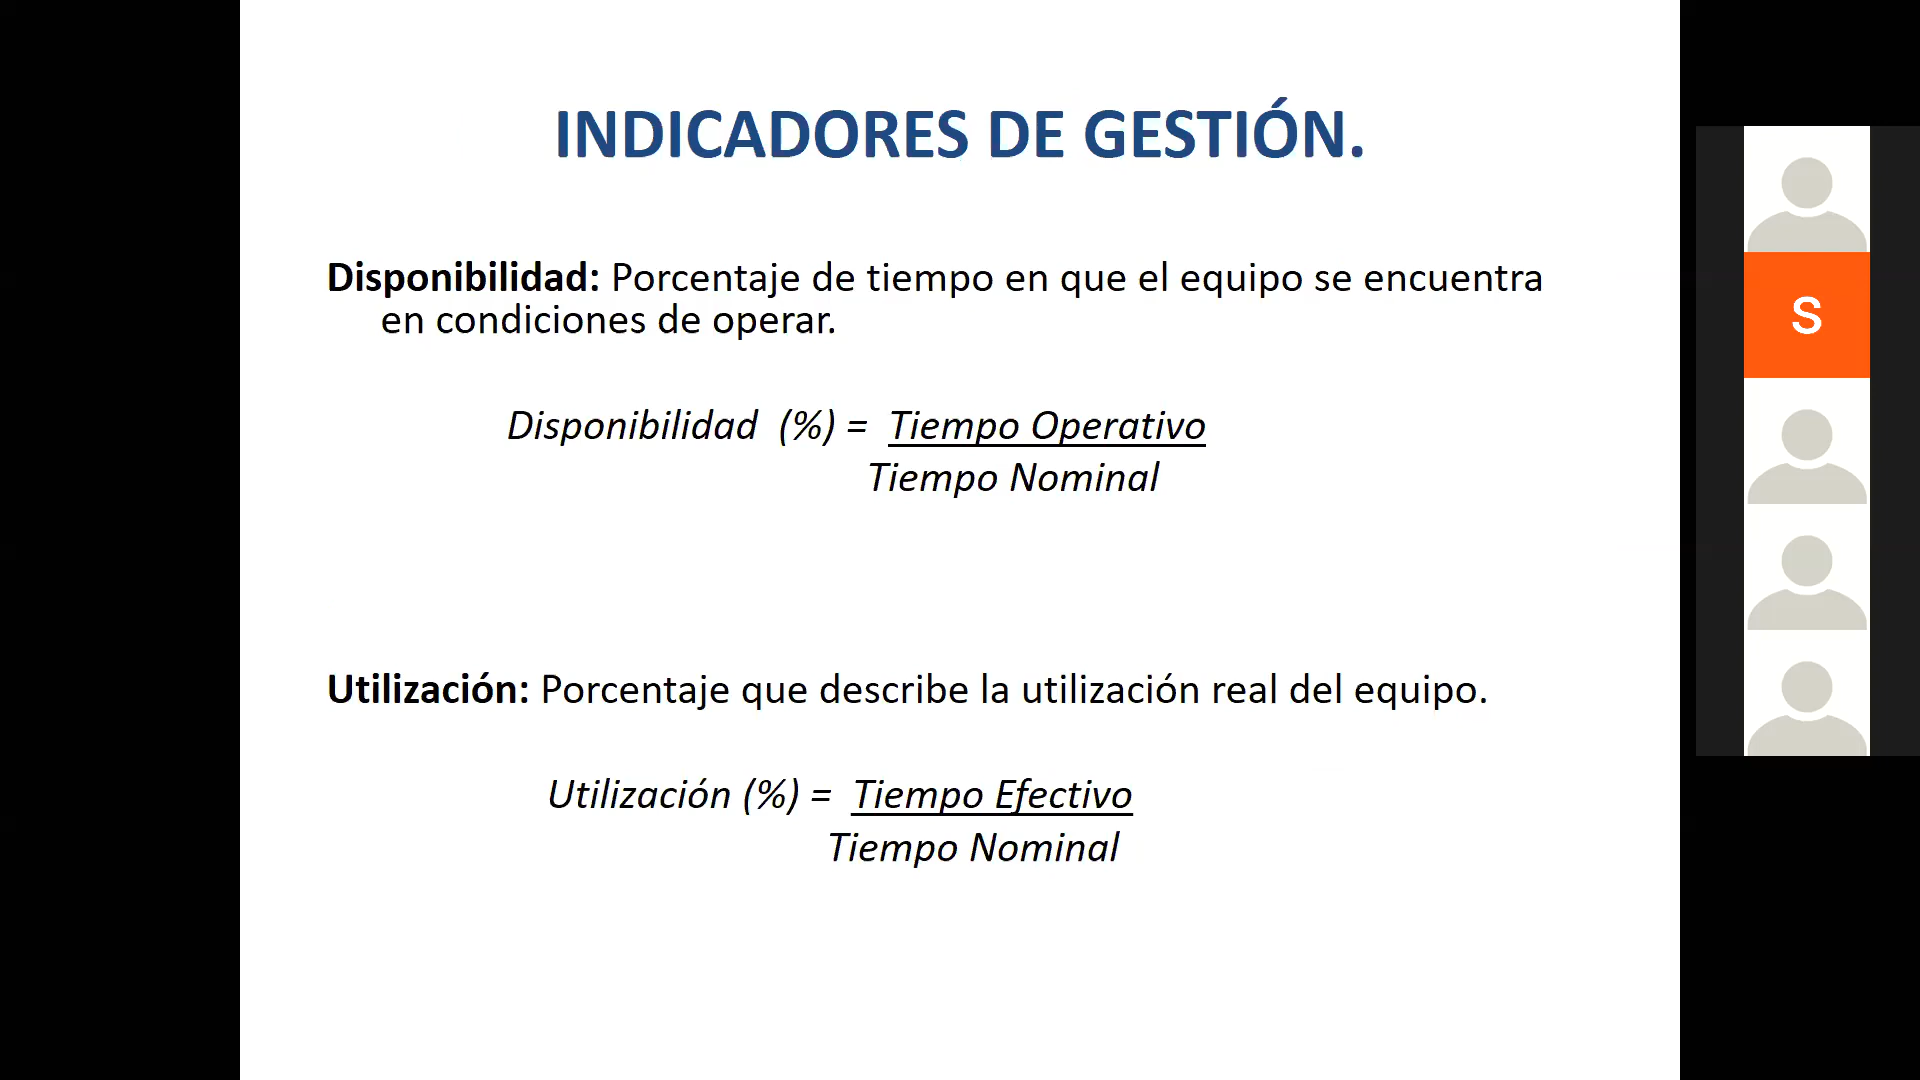 INDICADORES DE GESTIÓN.
Disponibilidad: Porcentaje de tiempo en que el equipo se encuentra
en condiciones de operar.
Disponibilidad (%) = Tiempo Operativo
Tiempo Nominal
Utilización: Porcentaje que describe la utilización real del equipo.
Utilización (%) = Tiempo Efectivo
Tiempo Nominal
S